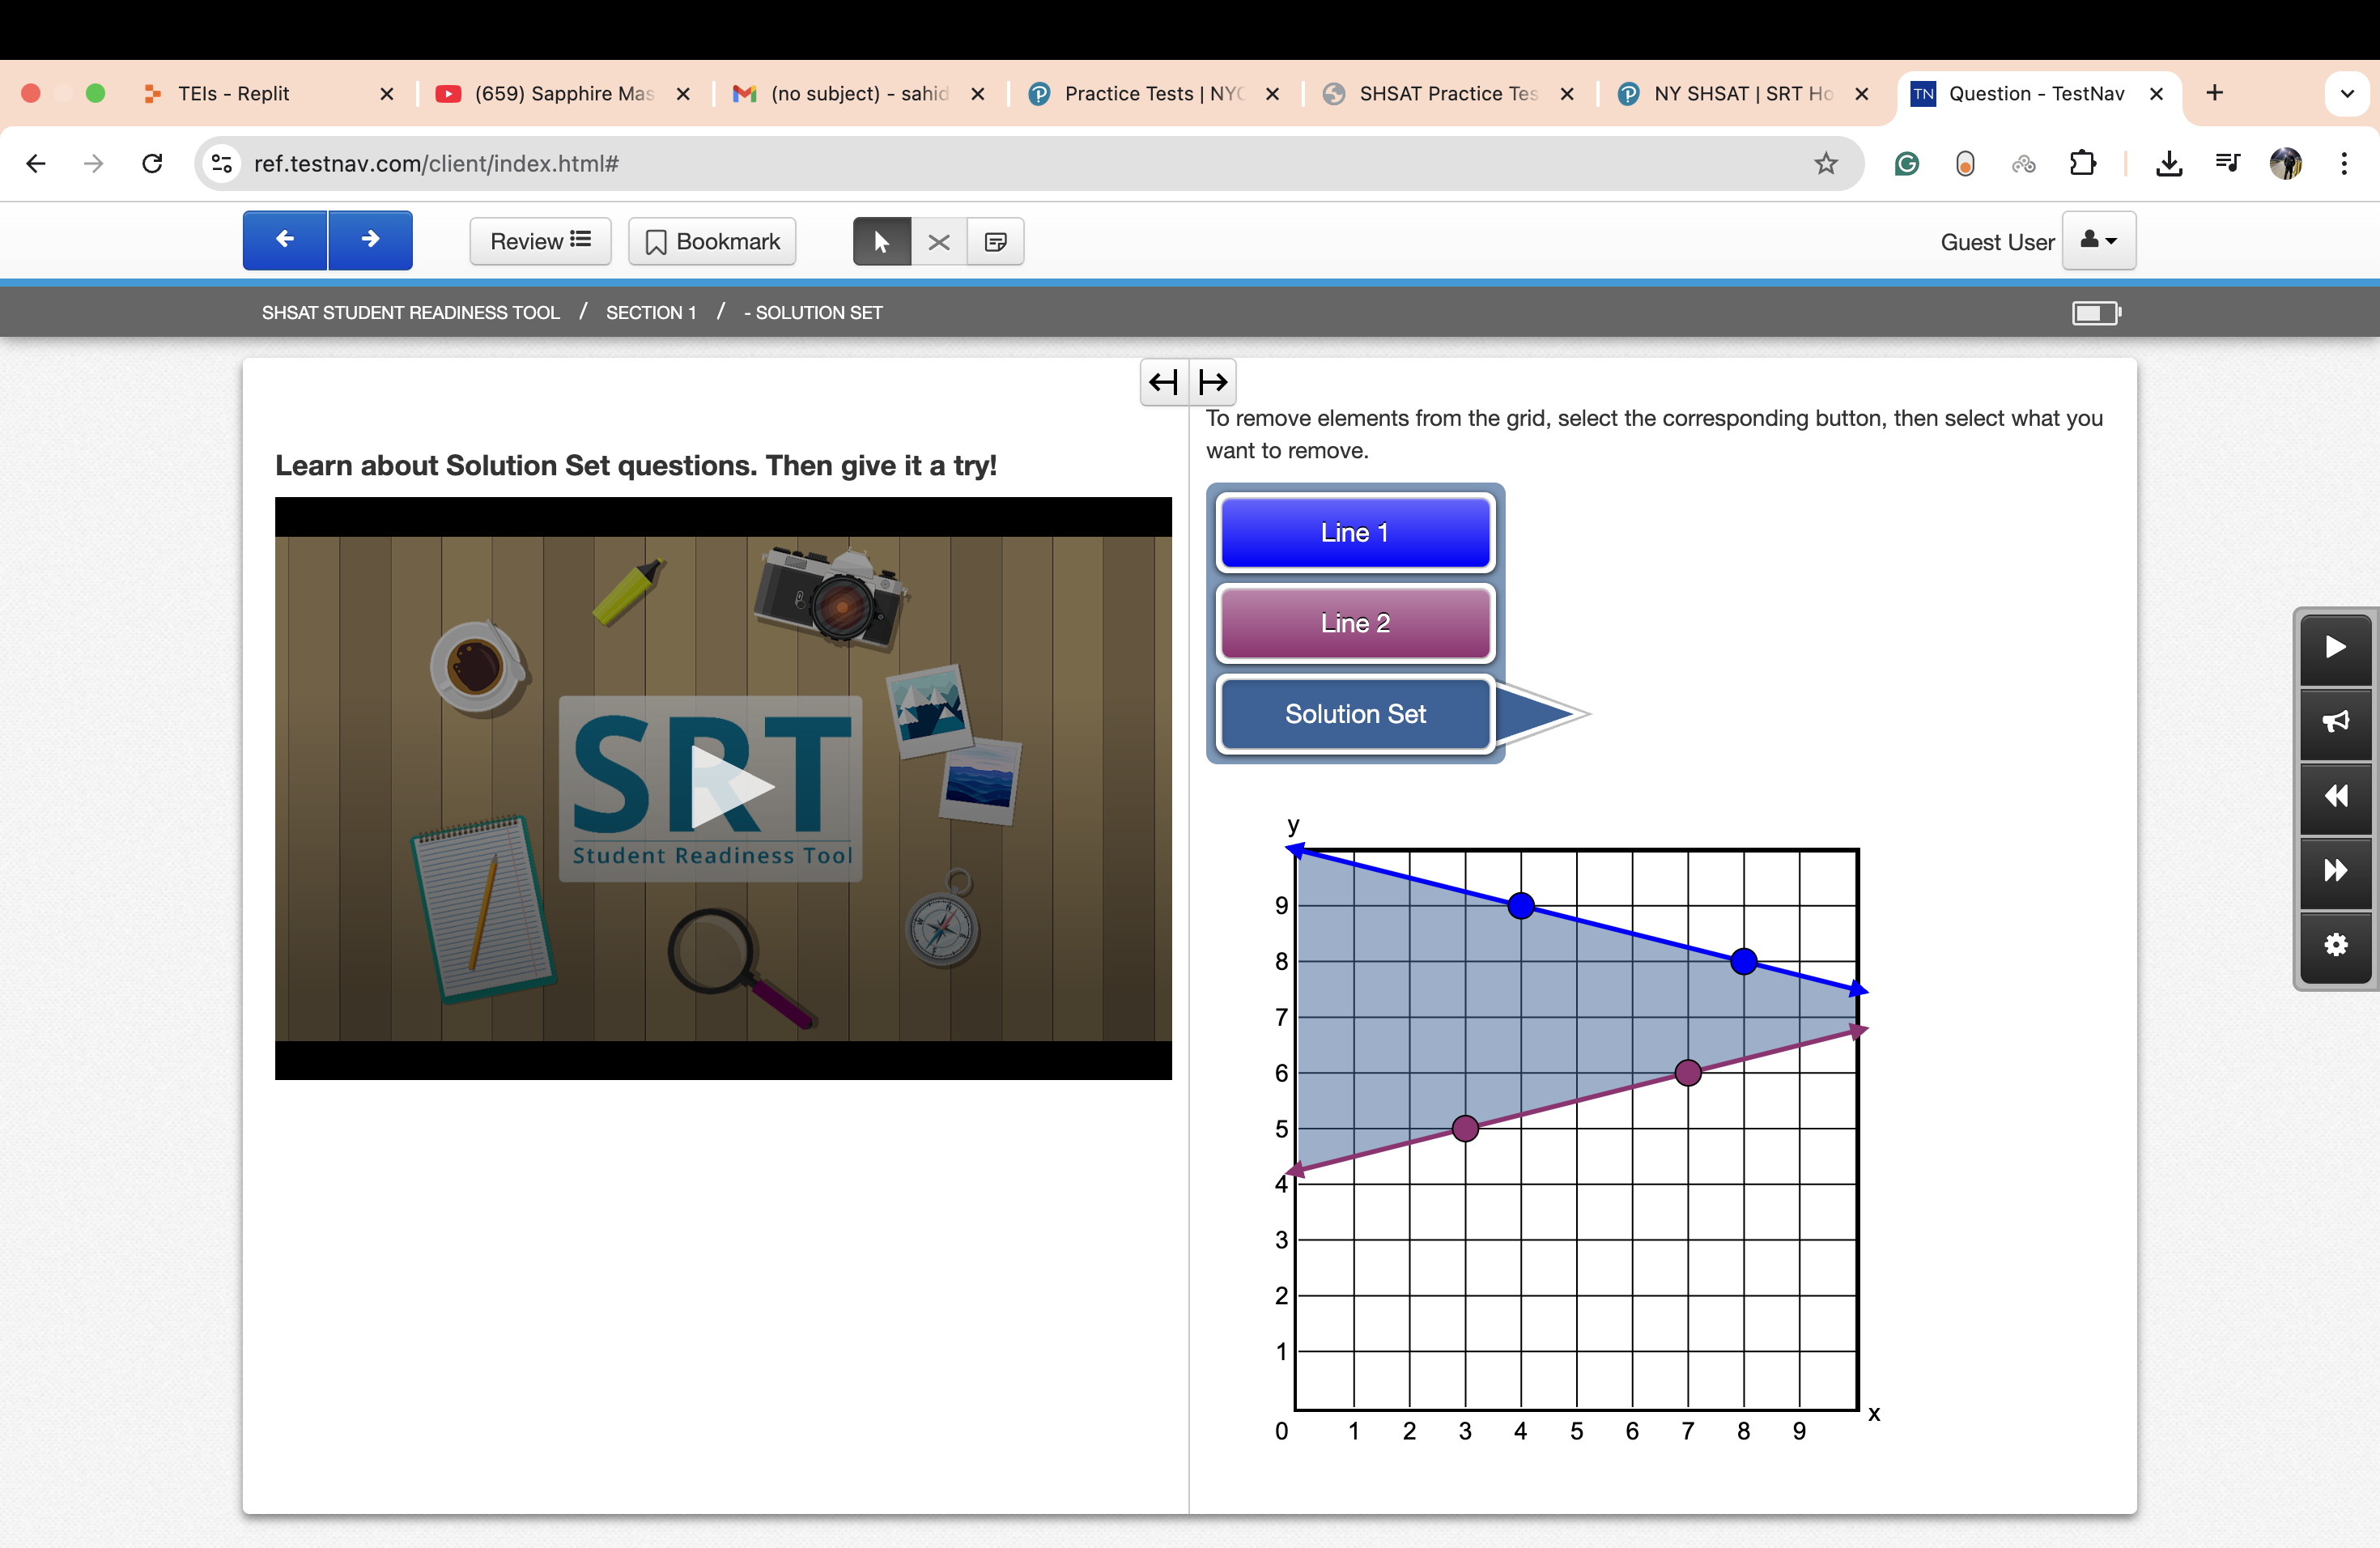 TEIs - Replit
(659) Sapphire Mas
(no subject) - sahid
Practice Tests | NYC
SHSAT Practice Tes
NY SHSAT | SRT Ho
TN Question - TestNav
ref.testnav.com/client/index.html#
Review
Bookmark
Guest User
SHSAT STUDENT READINESS TOOL / SECTION 1 / - SOLUTION SET
Learn about Solution Set questions. Then give it a try!
SRT
Student Readiness Tool
To remove elements from the grid, select the corresponding button, then select what you
want to remove.
Line 1
Line 2
Solution Set
y
9
8
7
6
5
4
3
2
1
0 1 2 3 4 5 6 7 8 9
x